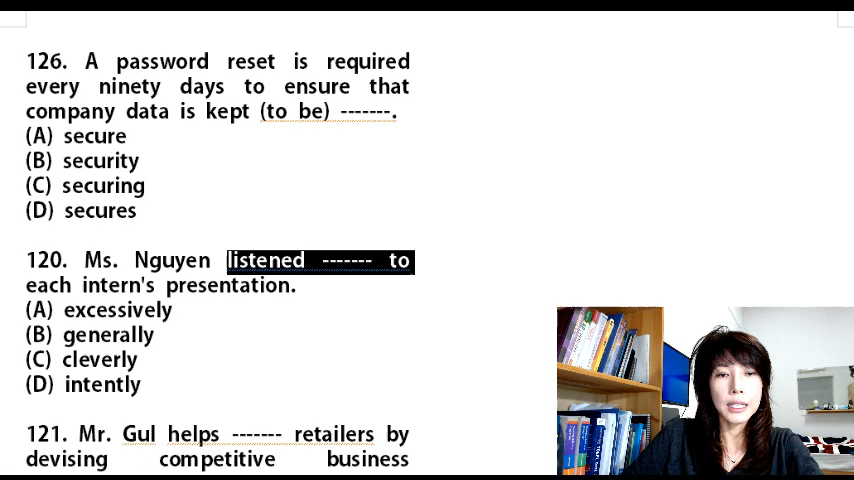 126. A password reset is required
every ninety days to ensure that
company data is kept (to be) -------.
(A) secure
(B) security
(C) securing
(D) secures
120. Ms. Nguyen listened ------- to
each intern's presentation.
(A) excessively
(B) generally
(C) cleverly
(D) intently
121. Mr. Gul helps ------- retailers by
devising competitive business